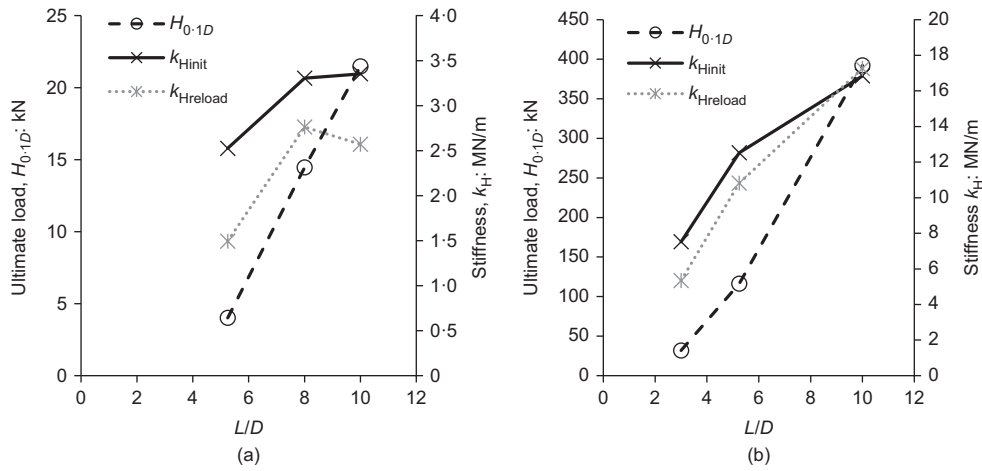 Ultimate load, H0·1D: kN
25
20
15
10
5
0
H0·1D
kHinit
kHreload
4·0
3·5
3·0
2·5
2·0
1·5
1·0
0·5
0
Stiffness, kH: MN/m
0 2 4 6 8 10 12
L/D
(a)
Ultimate load, H0·1D: kN
450
400
350
300
250
200
150
100
50
0
H0·1D
kHinit
kHreload
20
18
16
14
12
10
8
6
4
2
0
Stiffness kH: MN/m
0 2 4 6 8 10 12
L/D
(b)